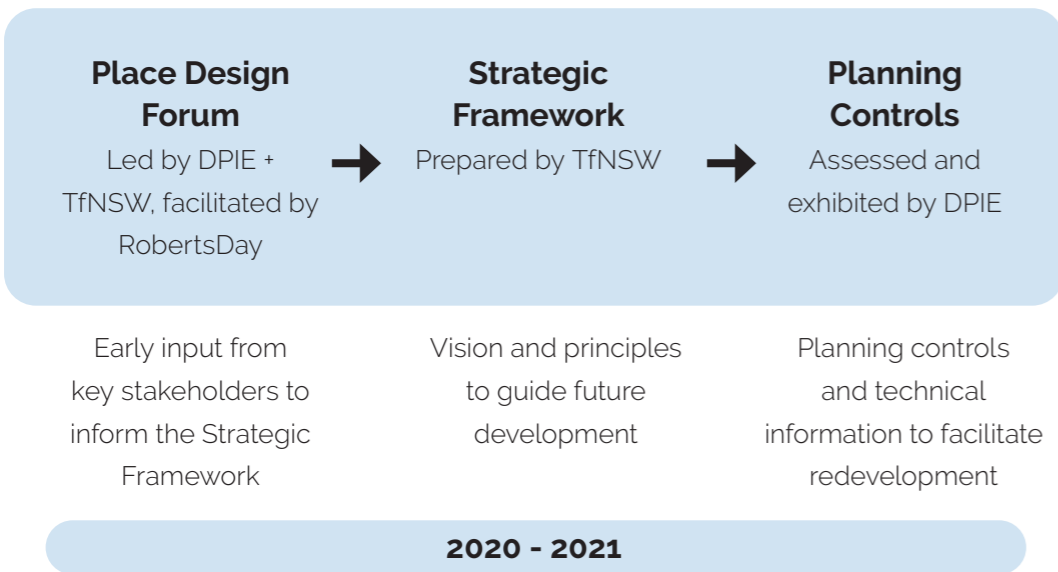 Place Design
Forum
Led by DPIE +
TfNSW, facilitated by
RobertsDay
Strategic
Framework
Prepared by TfNSW
Planning
Controls
Assessed and
exhibited by DPIE
Early input from
key stakeholders to
inform the Strategic
Framework
Vision and principles
to guide future
development
Planning controls
and technical
information to facilitate
redevelopment
2020 - 2021